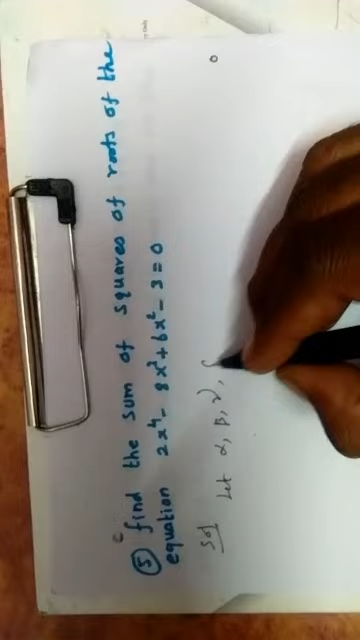 ⑤ find the sum of squares of roots of the
equation 2x⁴ - 8x³ + 6x² - 3 = 0
Sol Let α, β, γ,